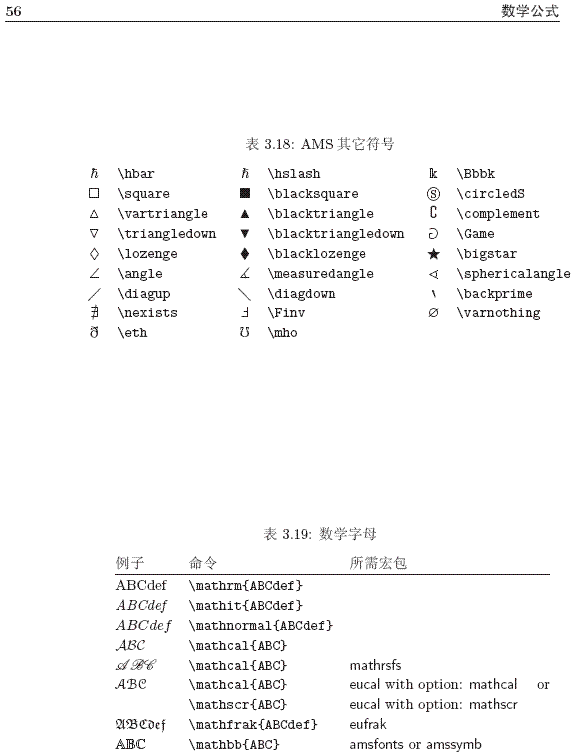 56 数学公式
表 3.18: AMS 其它符号
ℏ \hbar ℏ \hslash 𝕜 \Bbbk
□ \square ■ \blacksquare Ⓢ \circledS
△ \vartriangle ▲ \blacktriangle ∁ \complement
▽ \triangledown ▼ \blacktriangledown ⅁ \Game
◊ \lozenge ⧫ \blacklozenge ★ \bigstar
∠ \angle ∡ \measuredangle ∢ \sphericalangle
╱ \diagup ╲ \diagdown ‵ \backprime
∄ \nexists Ⅎ \Finv ∅ \varnothing
ð \eth ℧ \mho
表 3.19: 数学字母
例子 命令 所需宏包
ABCdef \mathrm{ABCdef}
ABCdef \mathit{ABCdef}
ABCdef \mathnormal{ABCdef}
𝒜ℬ𝒞 \mathcal{ABC}
𝒜ℬ𝒞 \mathcal{ABC} mathrsfs
𝒜ℬ𝒞 \mathcal{ABC} eucal with option: mathcal or
\mathscr{ABC} eucal with option: mathscr
𝔄𝔅ℭ𝔡𝔢𝔣 \mathfrak{ABCdef} eufrak
𝔸𝔹ℂ \mathbb{ABC} amsfonts or amssymb